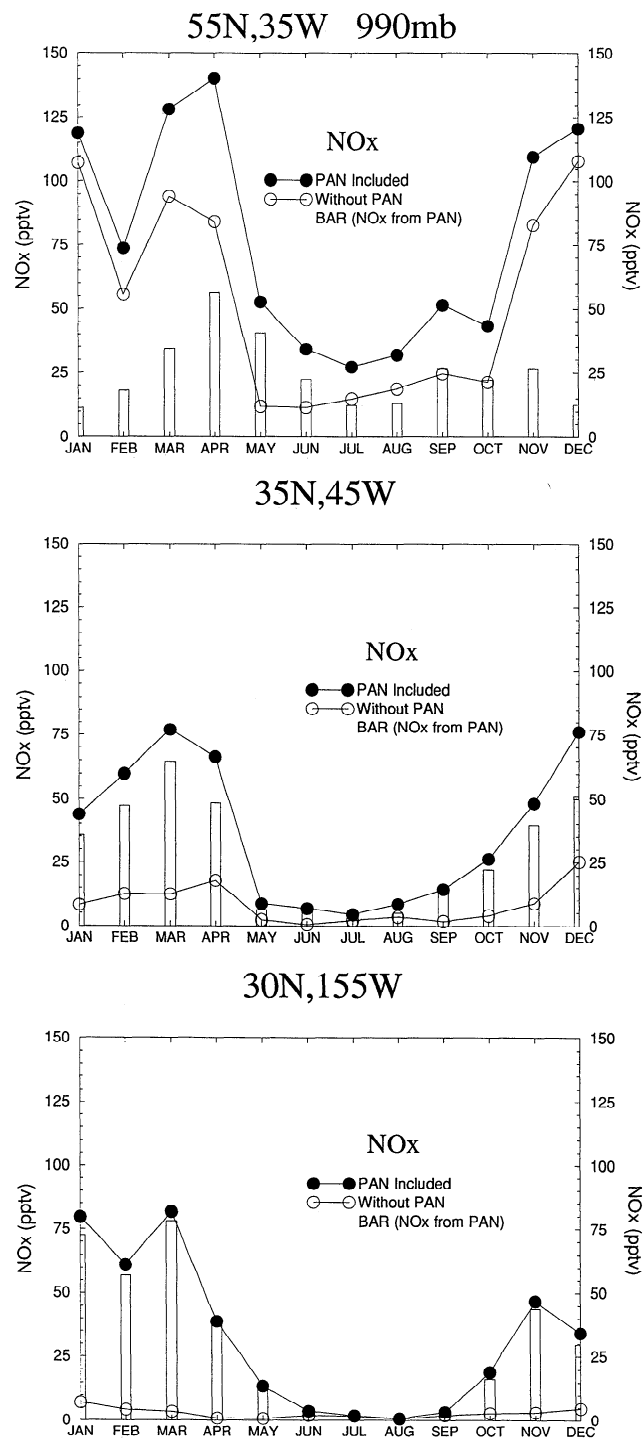 55N,35W 990mb
150 150
125 125
NOx
PAN Included
Without PAN
BAR (NOx from PAN)
100 100
NOx (pptv) NOx (pptv)
75 75
50 50
25 25
0 0
JAN FEB MAR APR MAY JUN JUL AUG SEP OCT NOV DEC
35N,45W
150 150
125 125
NOx
100 100
PAN Included
Without PAN
BAR (NOx from PAN)
NOx (pptv) NOx (pptv)
75 75
50 50
25 25
0 0
JAN FEB MAR APR MAY JUN JUL AUG SEP OCT NOV DEC
30N,155W
150 150
125 125
NOx
100 100
PAN Included
Without PAN
BAR (NOx from PAN)
NOx (pptv) NOx (pptv)
75 75
50 50
25 25
0 0
JAN FEB MAR APR MAY JUN JUL AUG SEP OCT NOV DEC